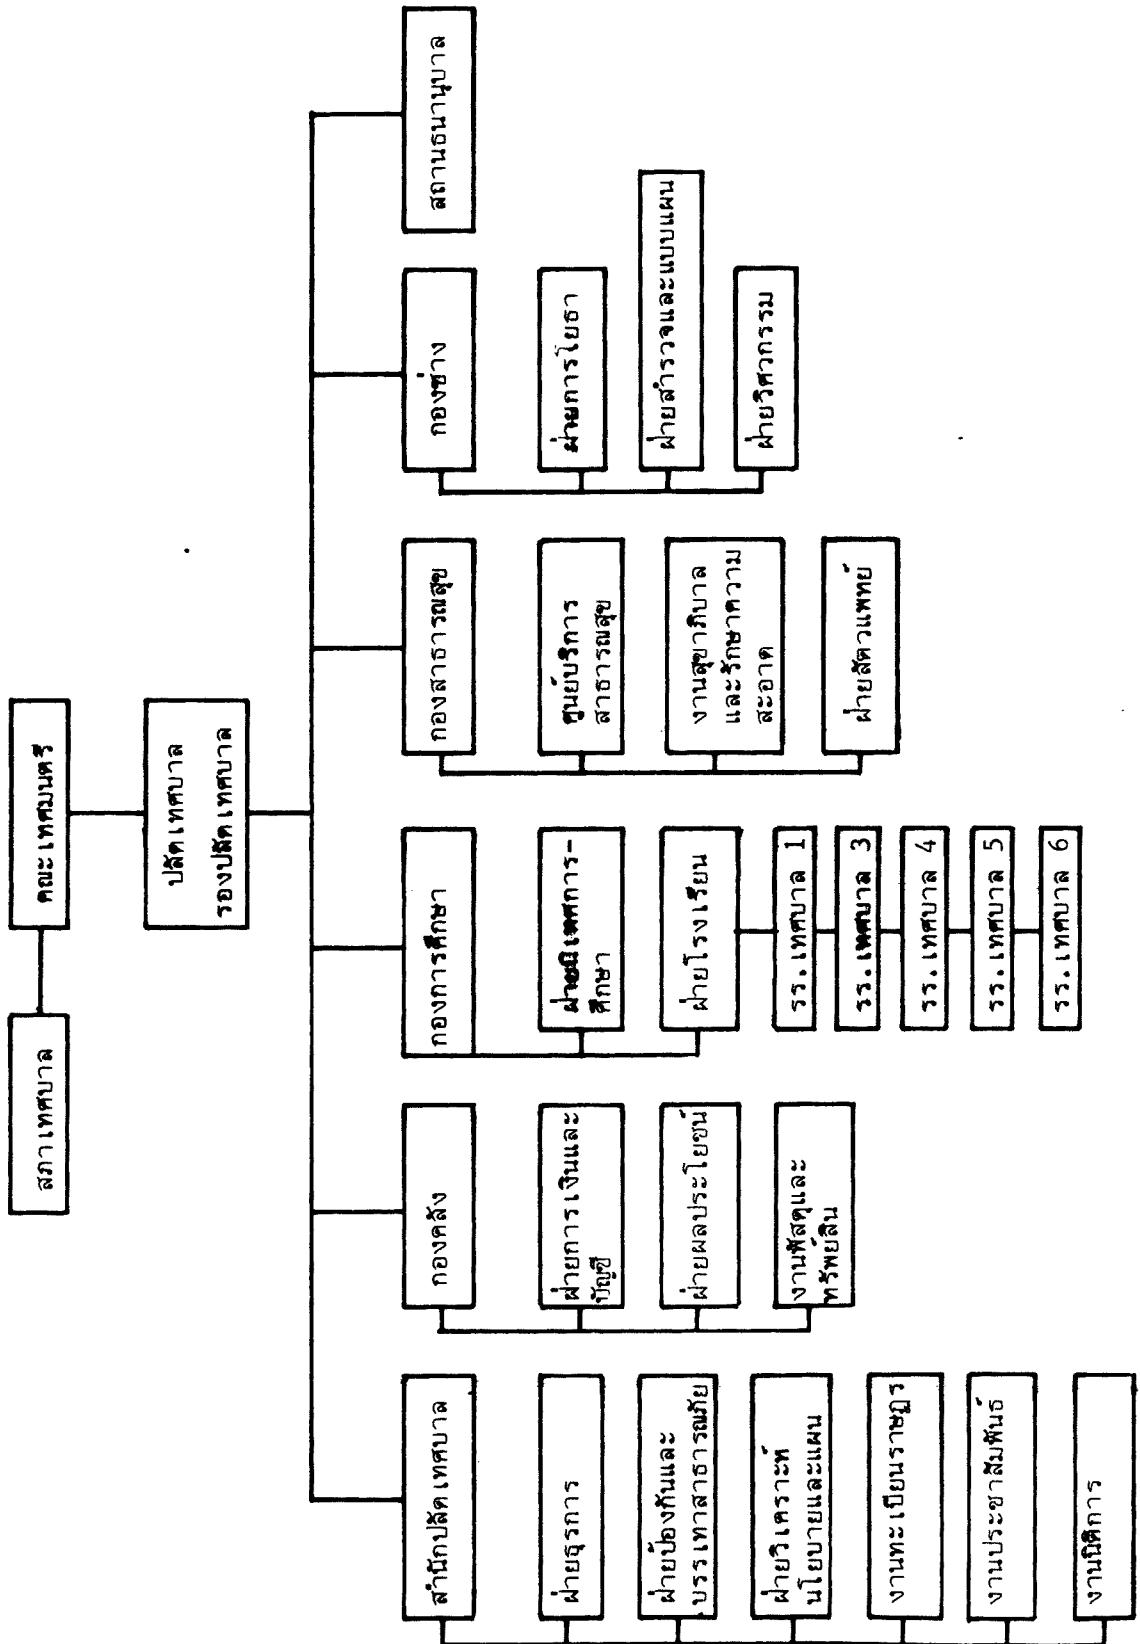 สภาเทศบาล
คณะเทศมนตรี
ปลัดเทศบาล
รองปลัดเทศบาล
สำนักปลัดเทศบาล
ฝ่ายธุรการ
ฝ่ายป้องกันและ
บรรเทาสาธารณภัย
ฝ่ายวิเคราะห์
นโยบายและแผน
งานทะเบียนราษฎร
งานประชาสัมพันธ์
งานนิติการ
กองคลัง
ฝ่ายการเงินและ
บัญชี
ฝ่ายผลประโยชน์
งานพัสดุและ
ทรัพย์สิน
กองการศึกษา
ฝ่ายนิเทศการ-
ศึกษา
ฝ่ายโรงเรียน
รร.เทศบาล 1
รร.เทศบาล 3
รร.เทศบาล 4
รร.เทศบาล 5
รร.เทศบาล 6
กองสาธารณสุข
ศูนย์บริการ
สาธารณสุข
งานสุขาภิบาล
และรักษาความ
สะอาด
ฝ่ายสัตวแพทย์
กองช่าง
ฝ่ายการโยธา
ฝ่ายสำรวจและแบบแผน
ฝ่ายวิศวกรรม
สถานธนานุบาล